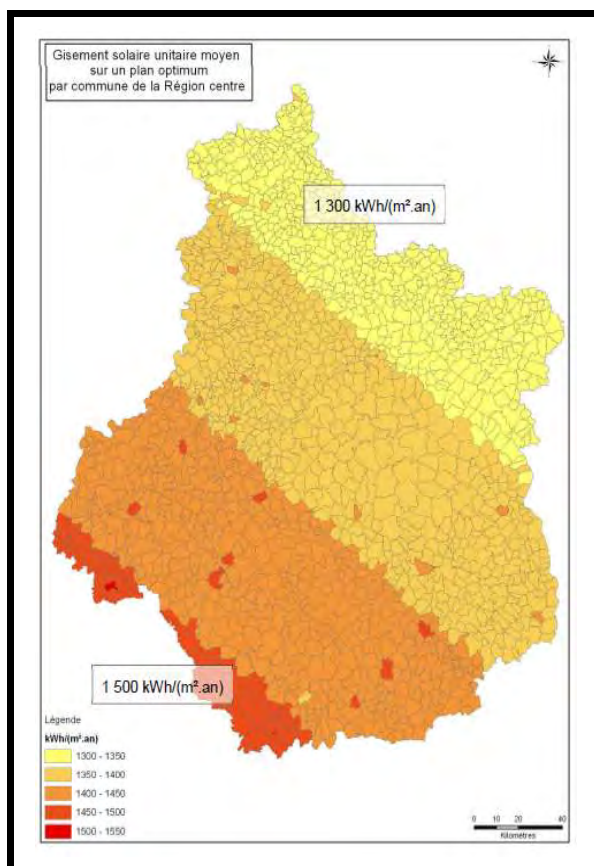 Gisement solaire unitaire moyen
sur un plan optimum
par commune de la Région centre
1 300 kWh/(m².an)
1 500 kWh/(m².an)
Légende
kWh/(m².an)
1300 - 1350
1350 - 1400
1400 - 1450
1450 - 1500
1500 - 1550
0 10 20 40
Kilomètres